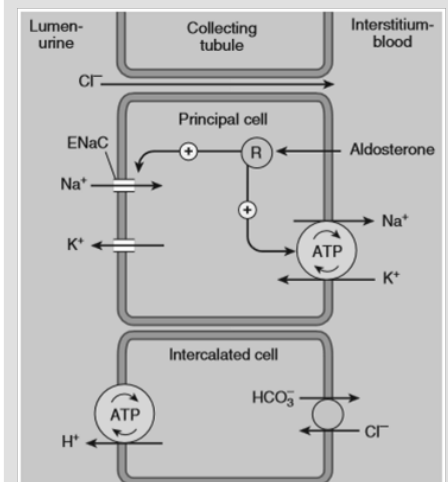 Lumen-
urine
Collecting
tubule
Interstitium-
blood
Cl⁻
Principal cell
ENaC
R
Aldosterone
+
Na⁺
+
Na⁺
K⁺
ATP
K⁺
Intercalated cell
HCO₃⁻
ATP
Cl⁻
H⁺